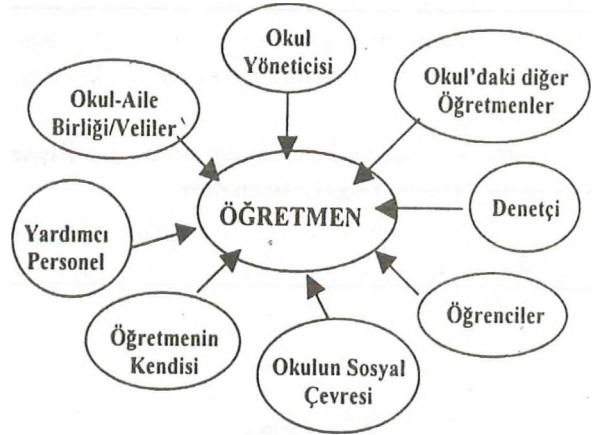 Okul
Yöneticisi
Okul'daki diğer
Öğretmenler
Okul-Aile
Birliği/Veliler
ÖĞRETMEN
Denetçi
Yardımcı
Personel
Öğrenciler
Öğretmenin
Kendisi
Okulun Sosyal
Çevresi